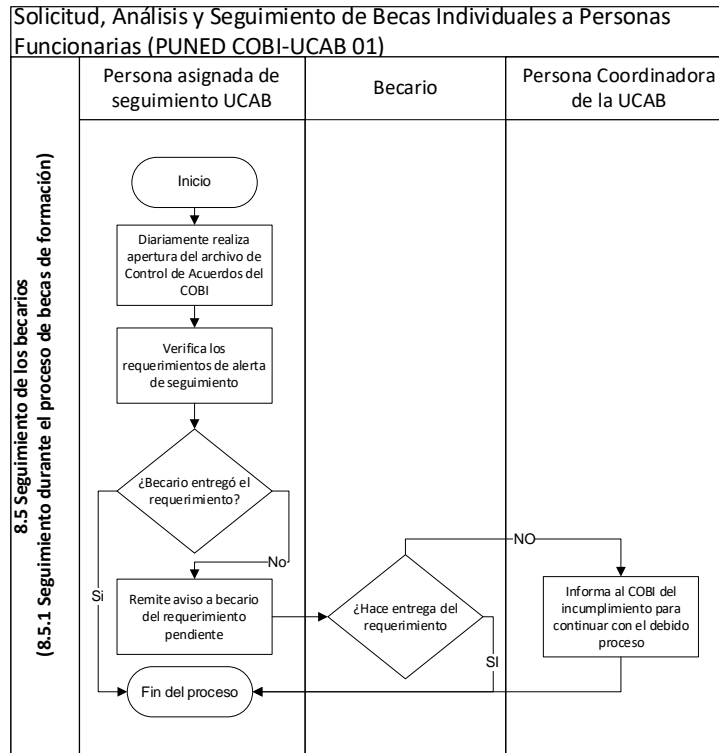 Solicitud, Análisis y Seguimiento de Becas Individuales a Personas
Funcionarias (PUNED COBI-UCAB 01)
Persona asignada de
seguimiento UCAB
Becario
Persona Coordinadora
de la UCAB
8.5 Seguimiento de los becarios
(8.5.1 Seguimiento durante el proceso de becas de formación)
Inicio
Diariamente realiza
apertura del archivo de
Control de Acuerdos del
COBI
Verifica los
requerimientos de alerta
de seguimiento
¿Becario entregó el
requerimiento?
No
Si
Remite aviso a becario
del requerimiento
pendiente
¿Hace entrega del
requerimiento
NO
SI
Informa al COBI del
incumplimiento para
continuar con el debido
proceso
Fin del proceso